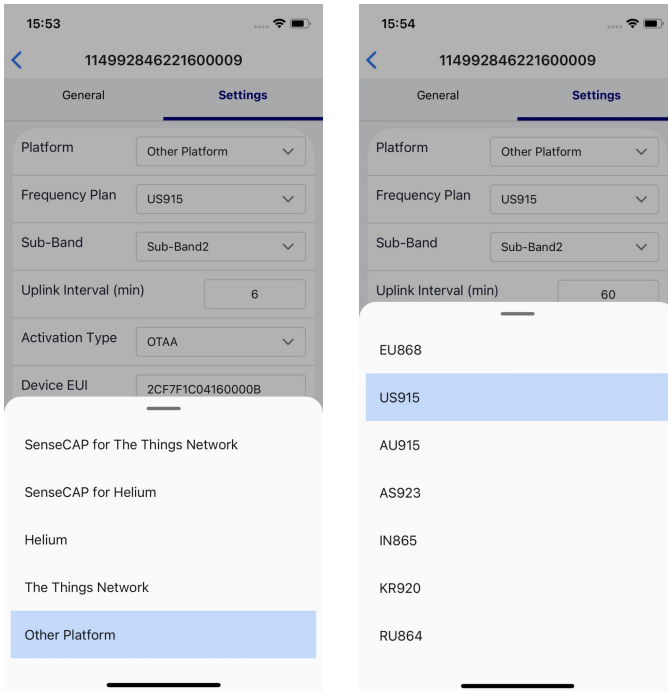 15:53
114992846221600009
General Settings
Platform Other Platform
Frequency Plan US915
Sub-Band Sub-Band2
Uplink Interval (min) 6
Activation Type OTAA
Device EUI 2CF7F1C04160000B
SenseCAP for The Things Network
SenseCAP for Helium
Helium
The Things Network
Other Platform
15:54
114992846221600009
General Settings
Platform Other Platform
Frequency Plan US915
Sub-Band Sub-Band2
Uplink Interval (min) 60
EU868
US915
AU915
AS923
IN865
KR920
RU864